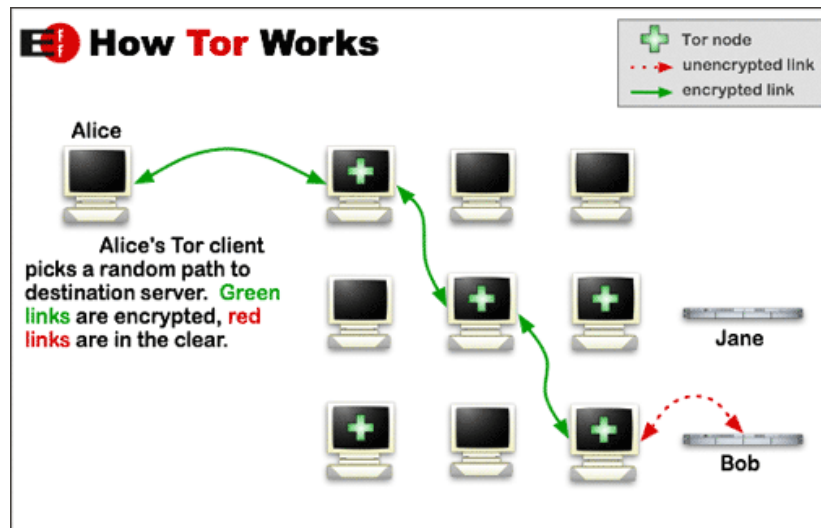 EFF How Tor Works
Tor node
unencrypted link
encrypted link
Alice
Alice's Tor client
picks a random path to
destination server. Green
links are encrypted, red
links are in the clear.
Jane
Bob